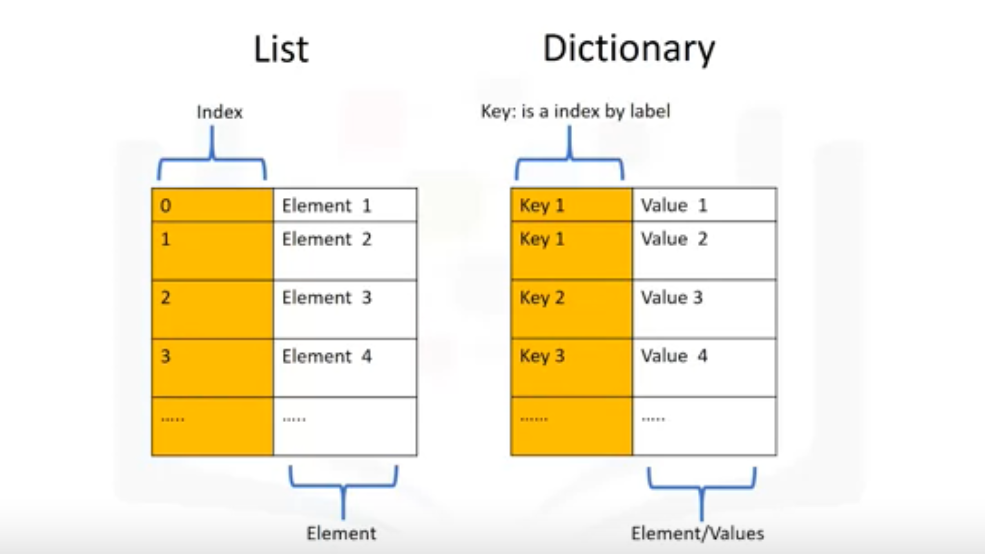 List
Dictionary
Index
Key: is a index by label
0 Element 1
1 Element 2
2 Element 3
3 Element 4
..... .....
Key 1 Value 1
Key 1 Value 2
Key 2 Value 3
Key 3 Value 4
...... .....
Element
Element/Values